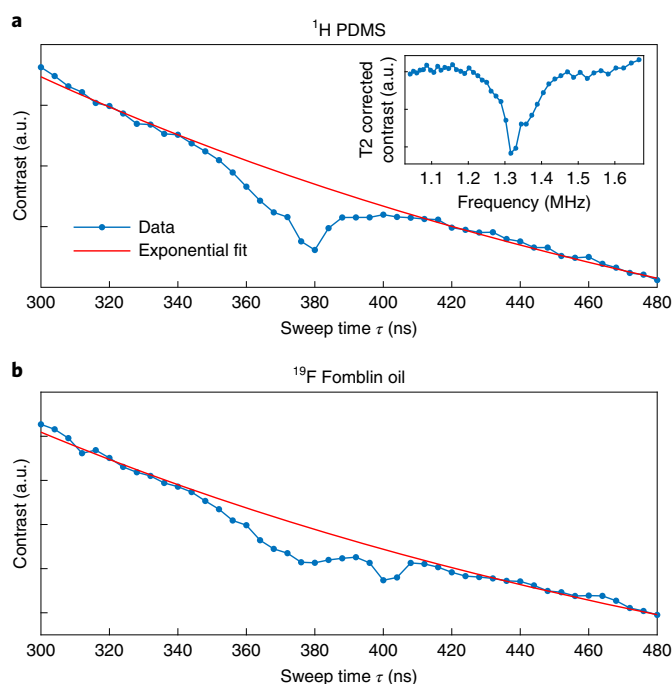 a
¹H PDMS
Contrast (a.u.)
T2 corrected
contrast (a.u.)
1.1 1.2 1.3 1.4 1.5 1.6
Frequency (MHz)
Data
Exponential fit
300 320 340 360 380 400 420 440 460 480
Sweep time τ (ns)
b
¹⁹F Fomblin oil
Contrast (a.u.)
300 320 340 360 380 400 420 440 460 480
Sweep time τ (ns)